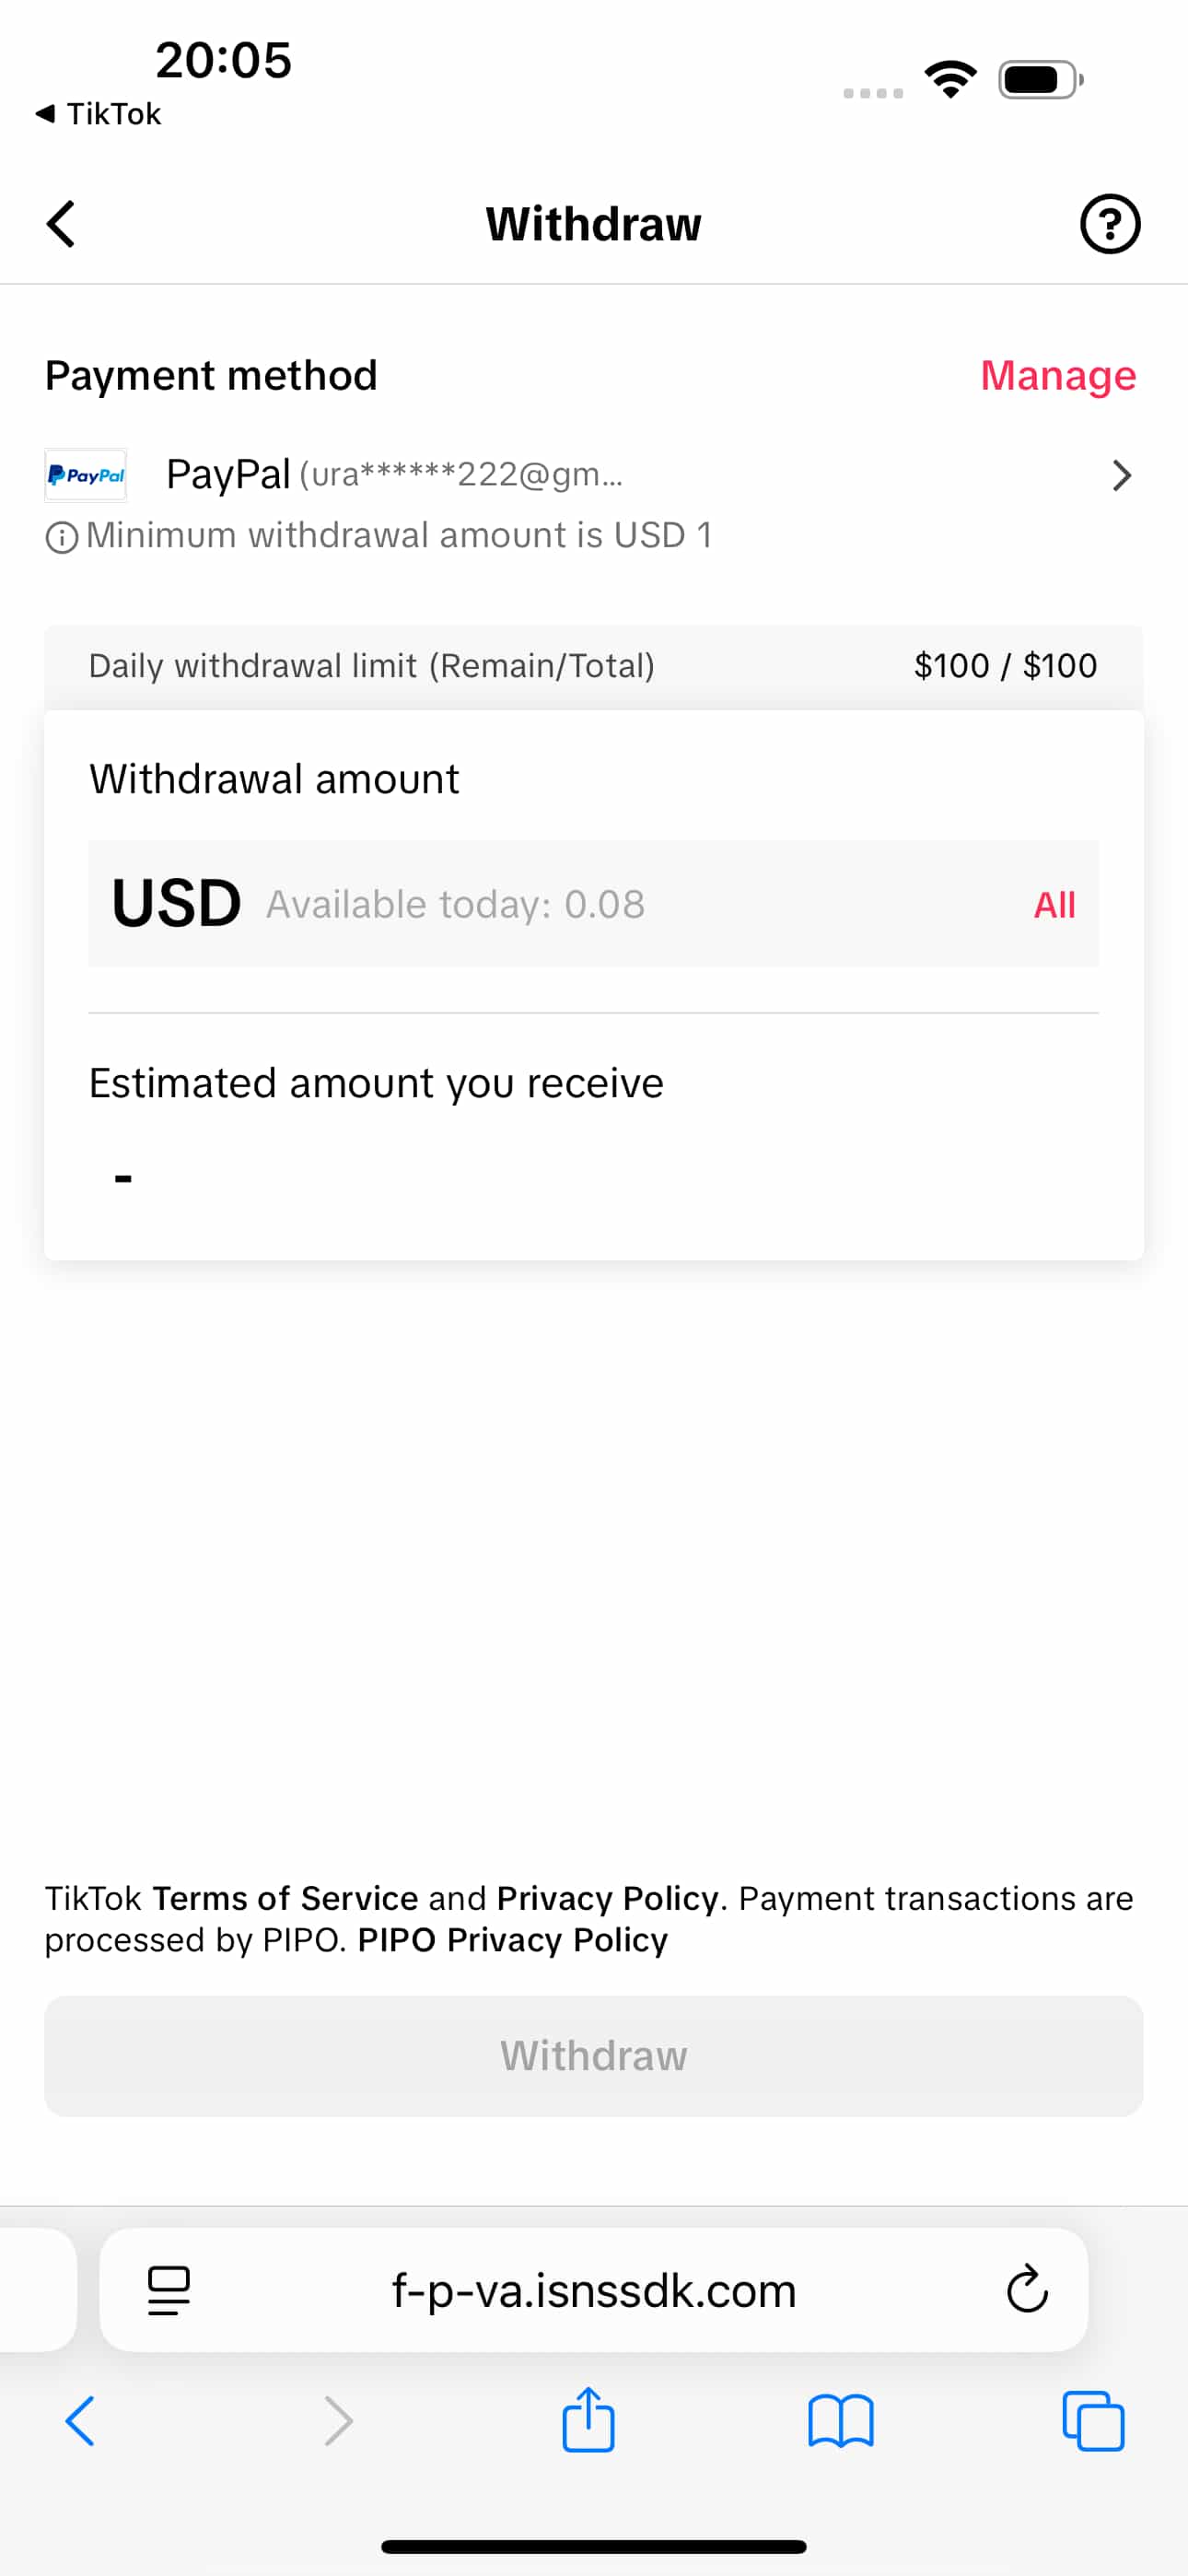 20:05
◀ TikTok
Withdraw
?
Payment method
Manage
PayPal
PayPal (ura******222@gm...
Minimum withdrawal amount is USD 1
Daily withdrawal limit (Remain/Total)
$100 / $100
Withdrawal amount
USD
Available today: 0.08
All
Estimated amount you receive
-
TikTok Terms of Service and Privacy Policy. Payment transactions are
processed by PIPO. PIPO Privacy Policy
Withdraw
f-p-va.isnssdk.com